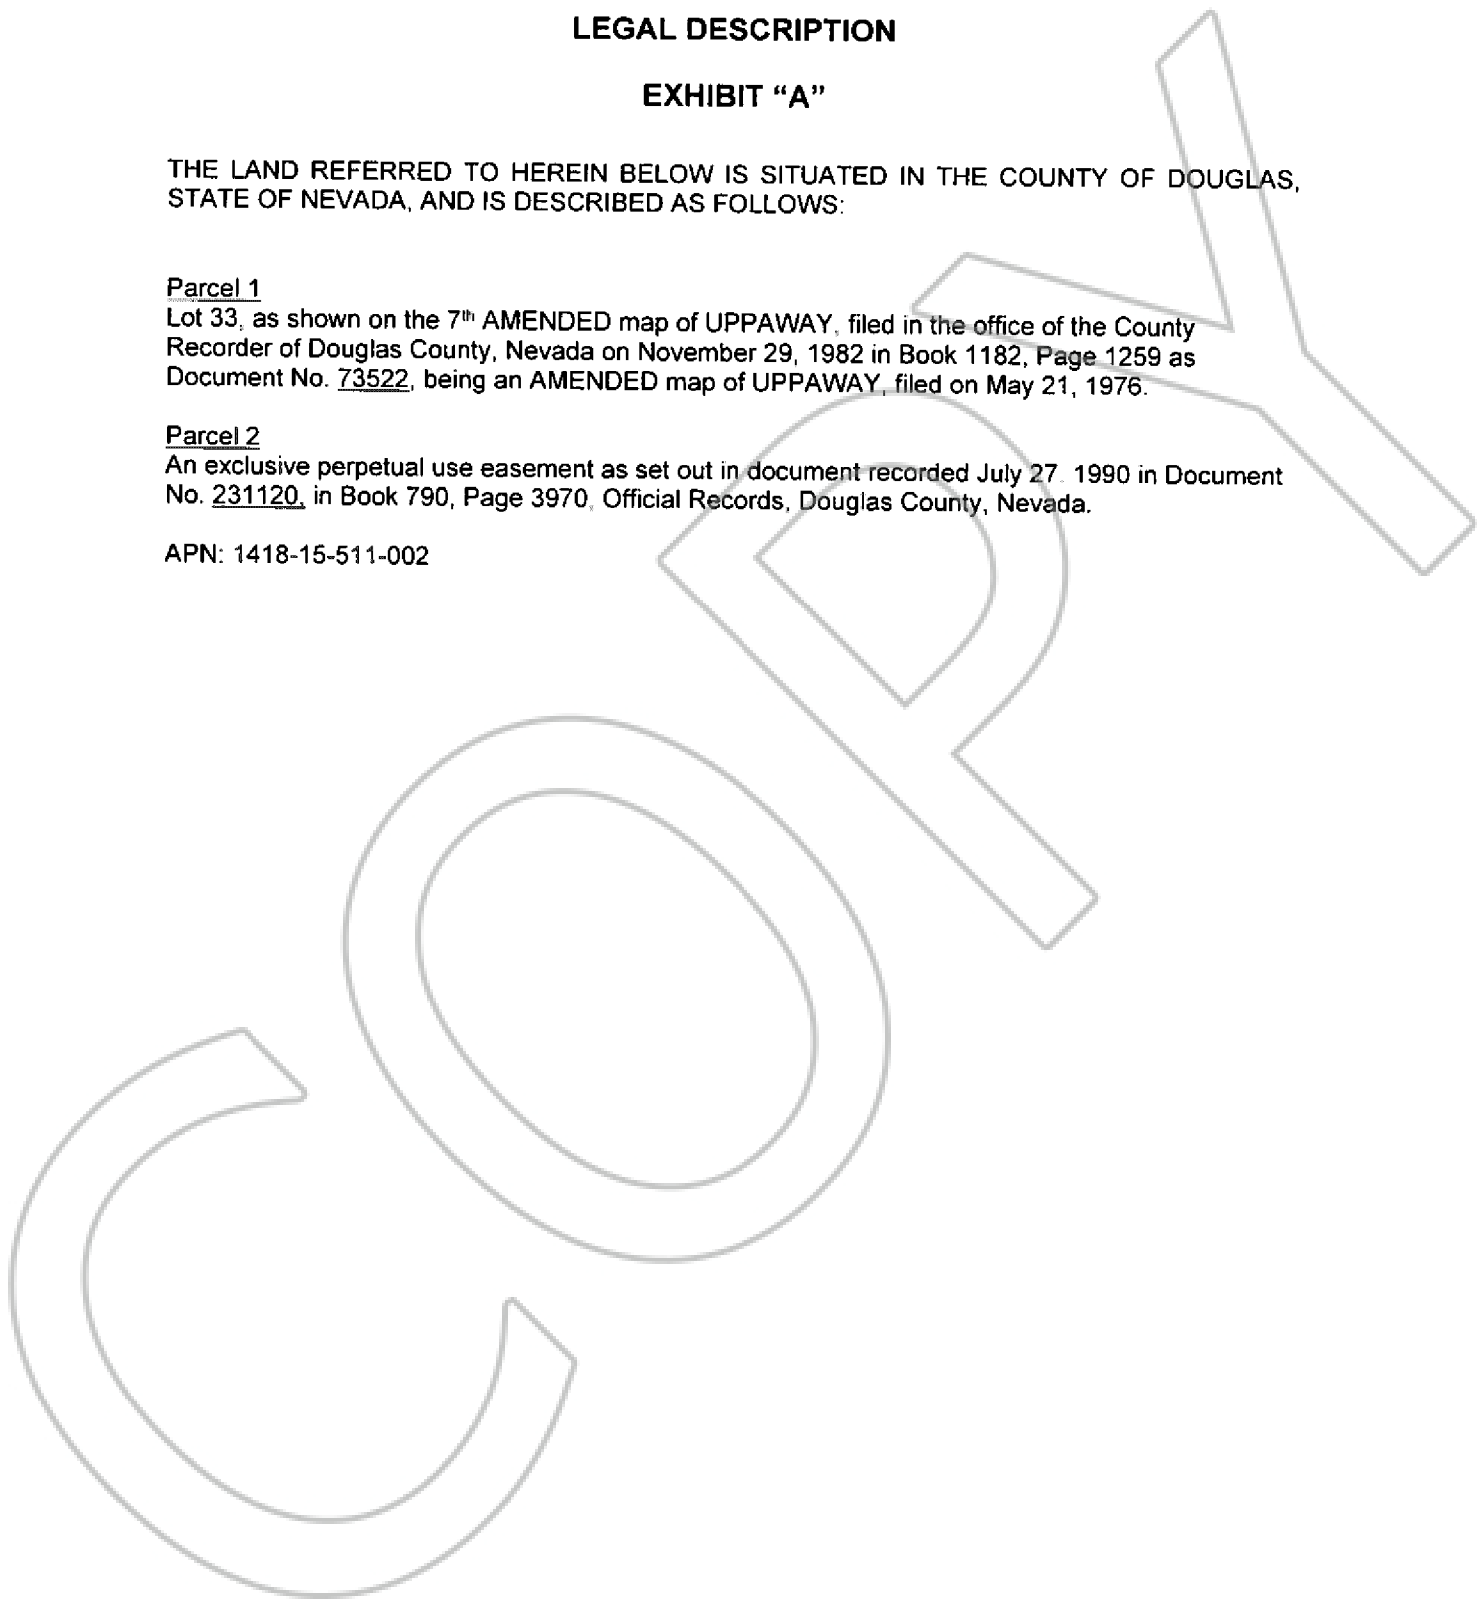 LEGAL DESCRIPTION
EXHIBIT “A”
THE LAND REFERRED TO HEREIN BELOW IS SITUATED IN THE COUNTY OF DOUGLAS,
STATE OF NEVADA, AND IS DESCRIBED AS FOLLOWS:
Parcel 1
Lot 33, as shown on the 7th AMENDED map of UPPAWAY, filed in the office of the County
Recorder of Douglas County, Nevada on November 29, 1982 in Book 1182, Page 1259 as
Document No. 73522, being an AMENDED map of UPPAWAY, filed on May 21, 1976.
Parcel 2
An exclusive perpetual use easement as set out in document recorded July 27, 1990 in Document
No. 231120, in Book 790, Page 3970, Official Records, Douglas County, Nevada.
APN: 1418-15-511-002
COPY